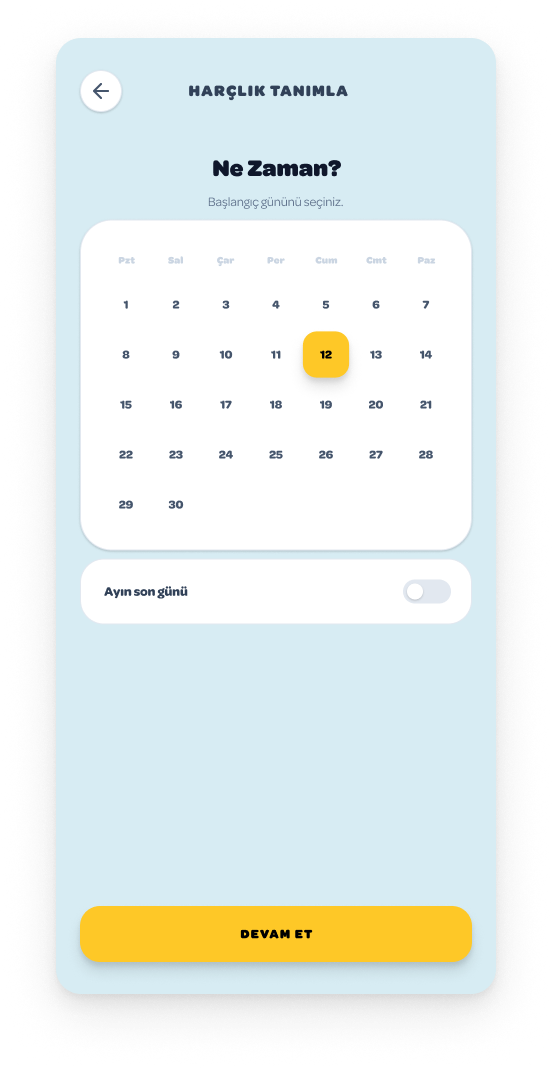 HARÇLIK TANIMLA
Ne Zaman?
Başlangıç gününü seçiniz.
Pzt Sal Çar Per Cum Cmt Paz
1 2 3 4 5 6 7
8 9 10 11 12 13 14
15 16 17 18 19 20 21
22 23 24 25 26 27 28
29 30
Ayın son günü
DEVAM ET